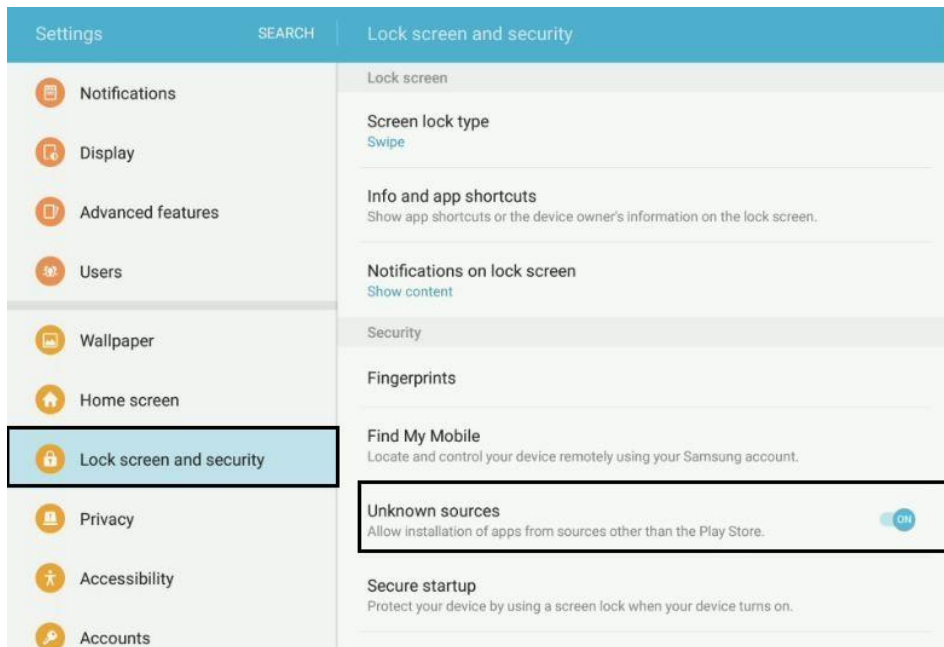 Settings
SEARCH
Lock screen and security
Notifications
Display
Advanced features
Users
Wallpaper
Home screen
Lock screen and security
Privacy
Accessibility
Accounts
Lock screen
Screen lock type
Swipe
Info and app shortcuts
Show app shortcuts or the device owner's information on the lock screen.
Notifications on lock screen
Show content
Security
Fingerprints
Find My Mobile
Locate and control your device remotely using your Samsung account.
Unknown sources
Allow installation of apps from sources other than the Play Store.
ON
Secure startup
Protect your device by using a screen lock when your device turns on.